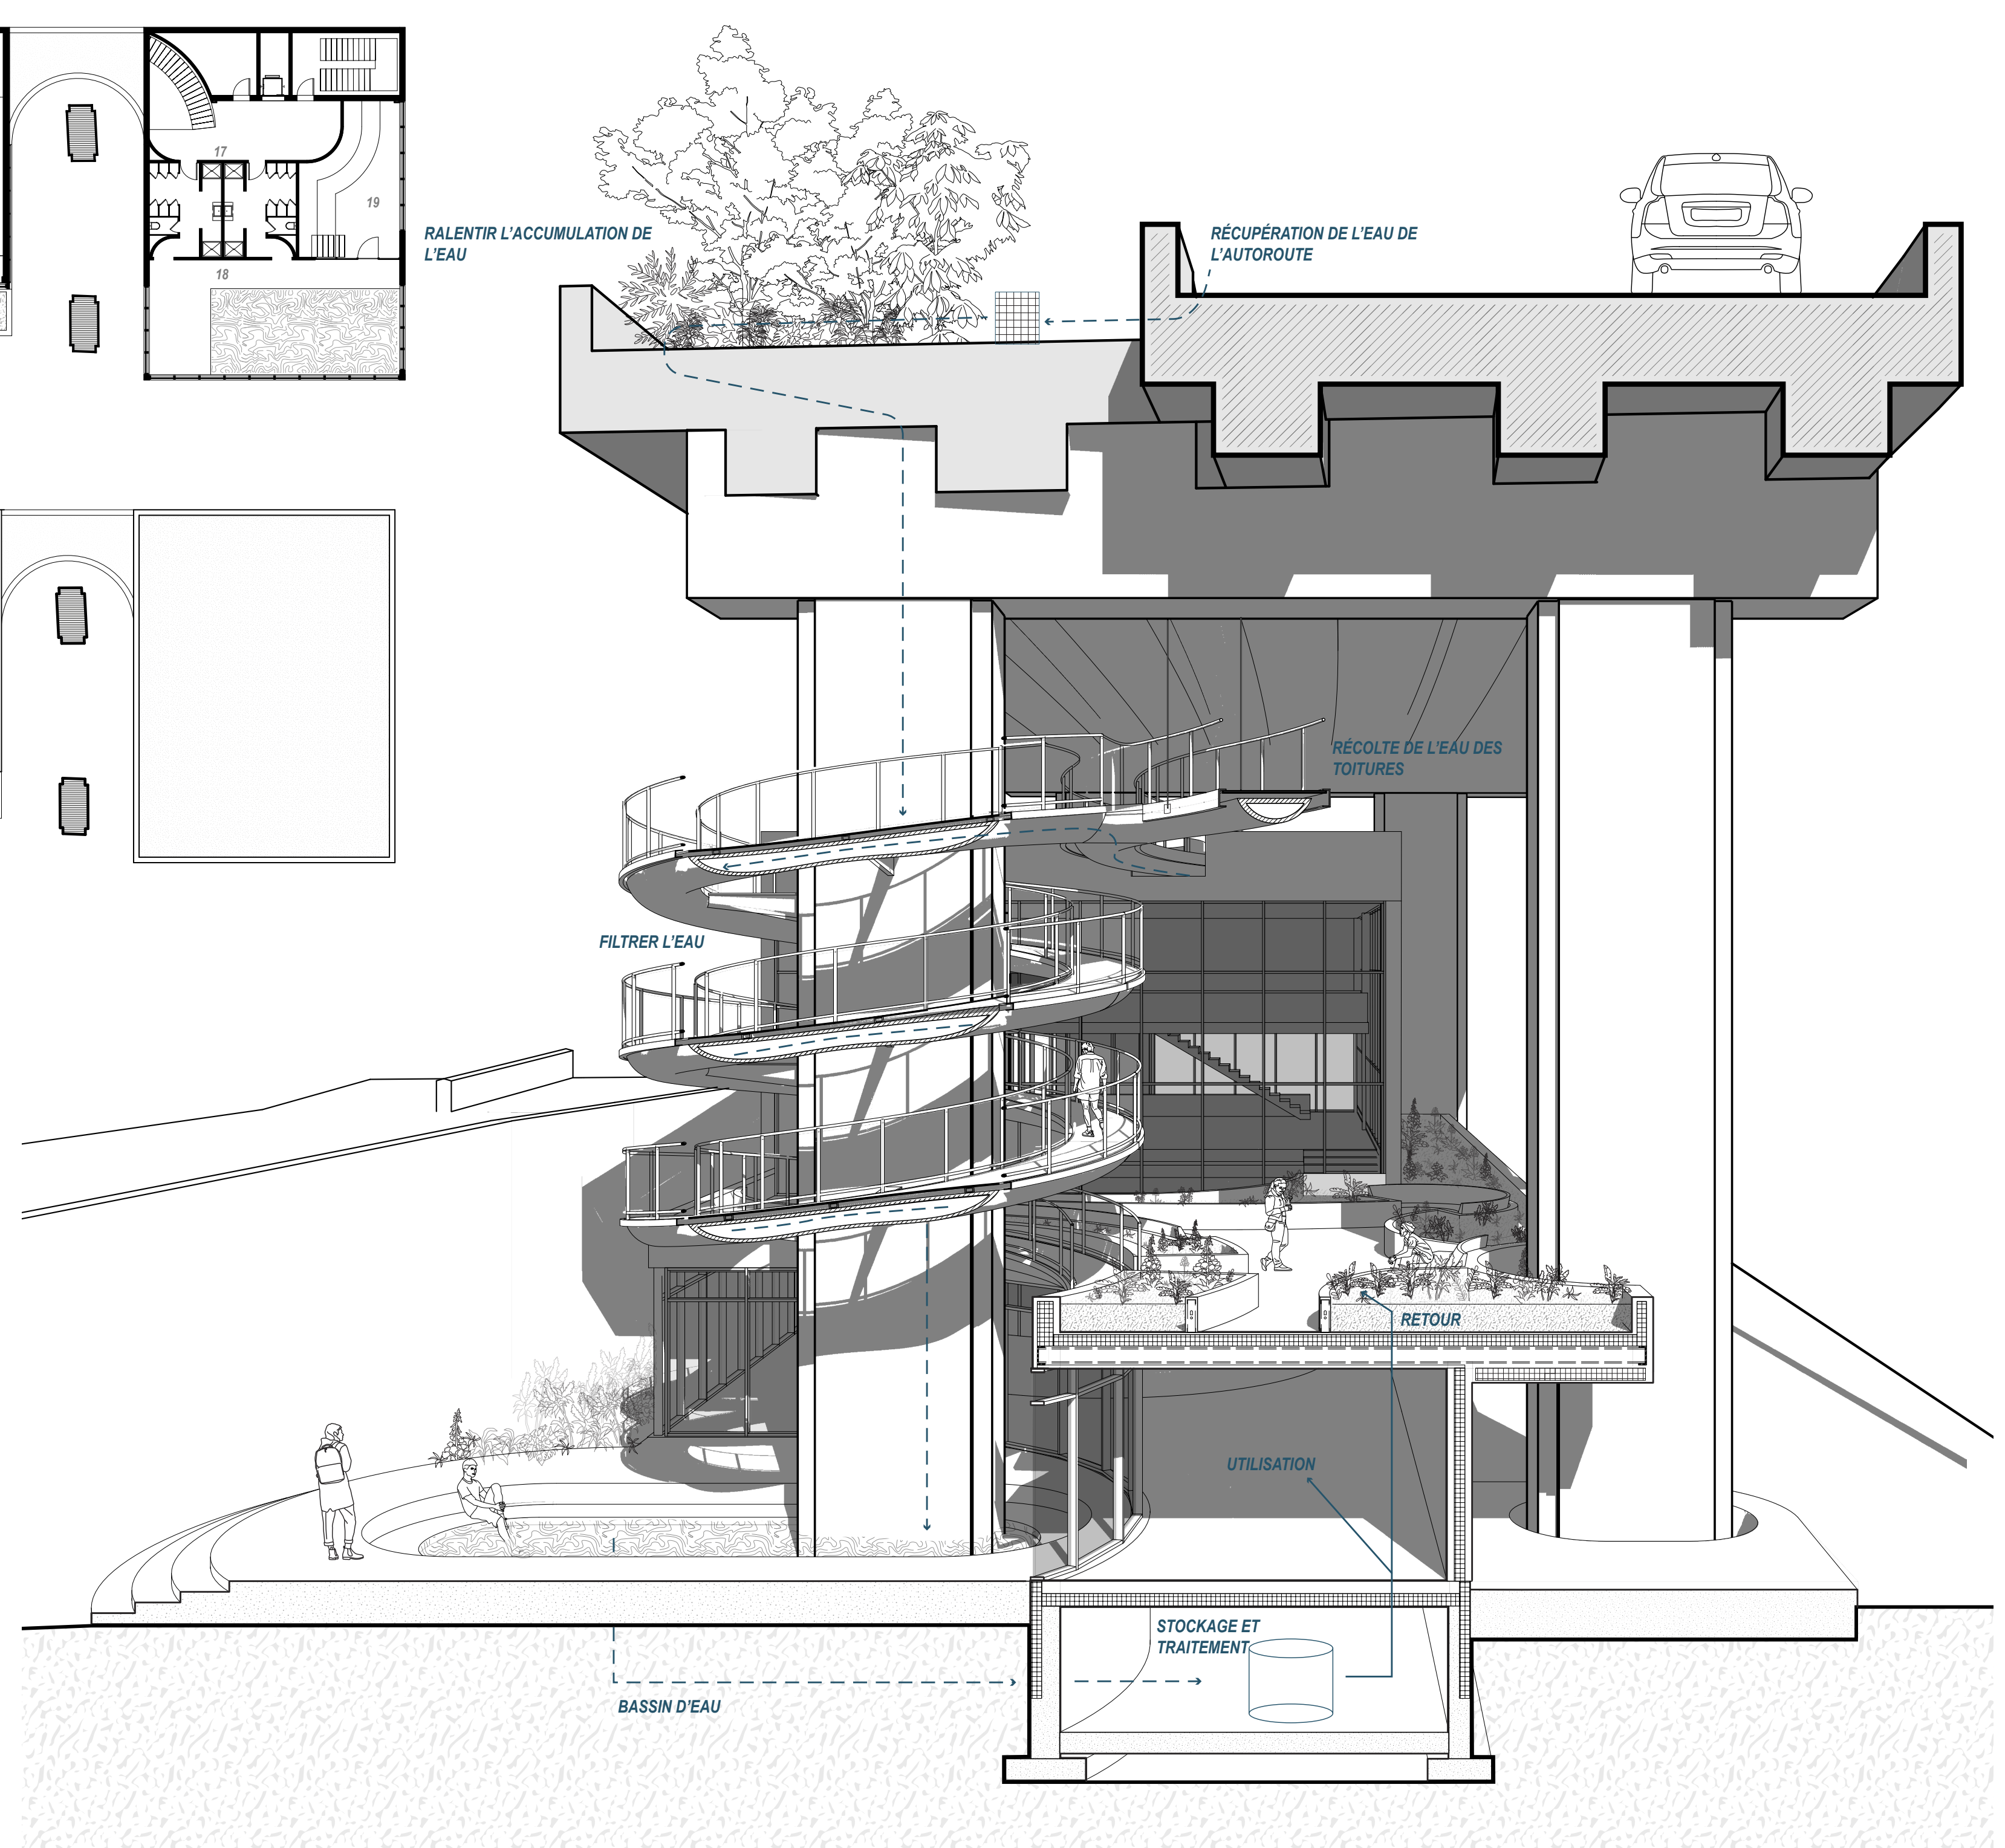 17
19
18
RALENTIR L'ACCUMULATION DE
L'EAU
RÉCUPÉRATION DE L'EAU DE
L'AUTOROUTE
RÉCOLTE DE L'EAU DES
TOITURES
FILTRER L'EAU
RETOUR
UTILISATION
STOCKAGE ET
TRAITEMENT
BASSIN D'EAU